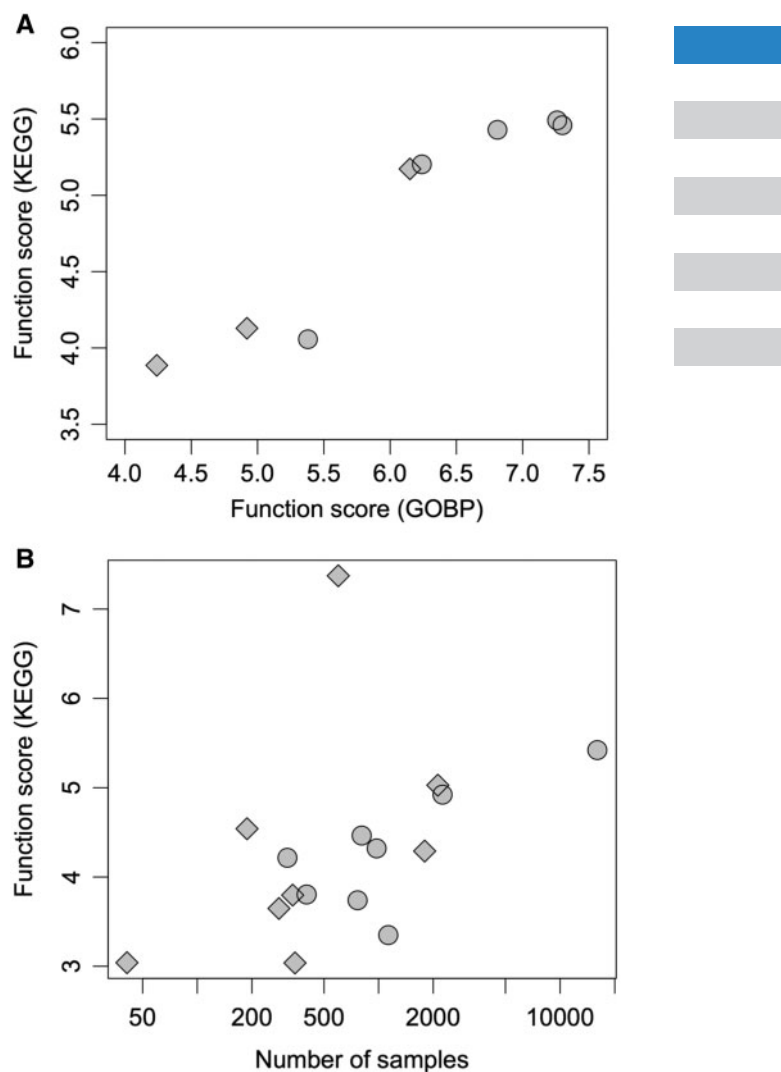 A
6.0
5.5
5.0
4.5
4.0
3.5
Function score (KEGG)
4.0 4.5 5.0 5.5 6.0 6.5 7.0 7.5
Function score (GOBP)
B
7
6
5
4
3
Function score (KEGG)
50 200 500 2000 10000
Number of samples